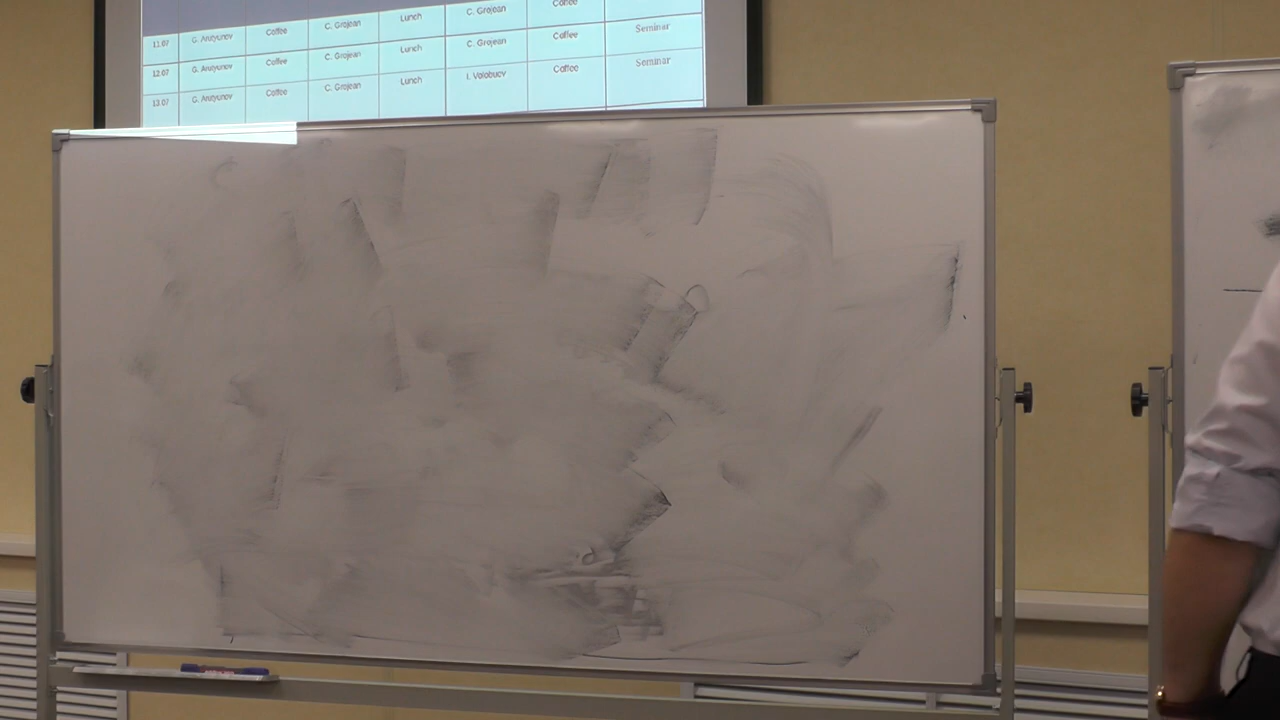 11.07 G. Arutyunov Coffee C. Grojean Lunch C. Grojean Coffee Seminar
12.07 G. Arutyunov Coffee C. Grojean Lunch C. Grojean Coffee Seminar
13.07 G. Arutyunov Coffee C. Grojean Lunch I. Volobuev Coffee Seminar